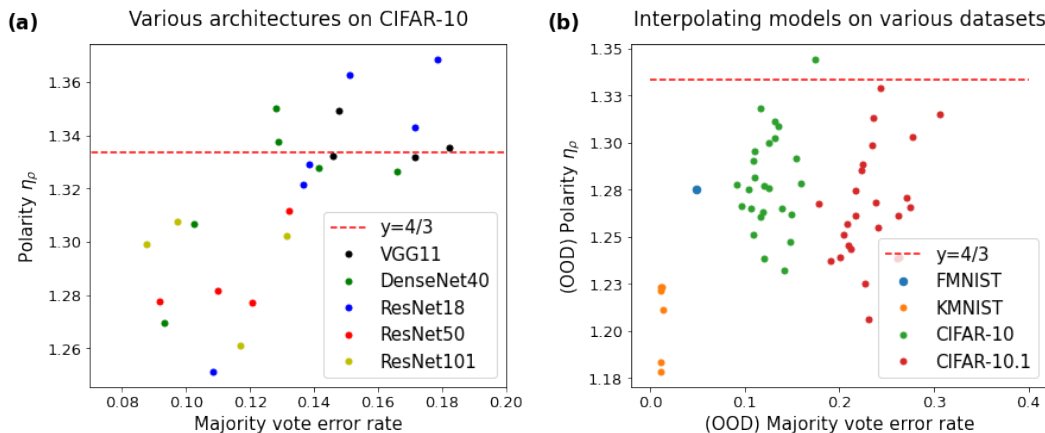 (a) Various architectures on CIFAR-10
Polarity ηρ
1.36
1.34
1.32
1.30
1.28
1.26
y=4/3
VGG11
DenseNet40
ResNet18
ResNet50
ResNet101
0.08 0.10 0.12 0.14 0.16 0.18 0.20
Majority vote error rate
(b) Interpolating models on various datasets
(OOD) Polarity ηρ
1.35
1.33
1.30
1.28
1.25
1.23
1.20
1.18
y=4/3
FMNIST
KMNIST
CIFAR-10
CIFAR-10.1
0.0 0.1 0.2 0.3 0.4
(OOD) Majority vote error rate